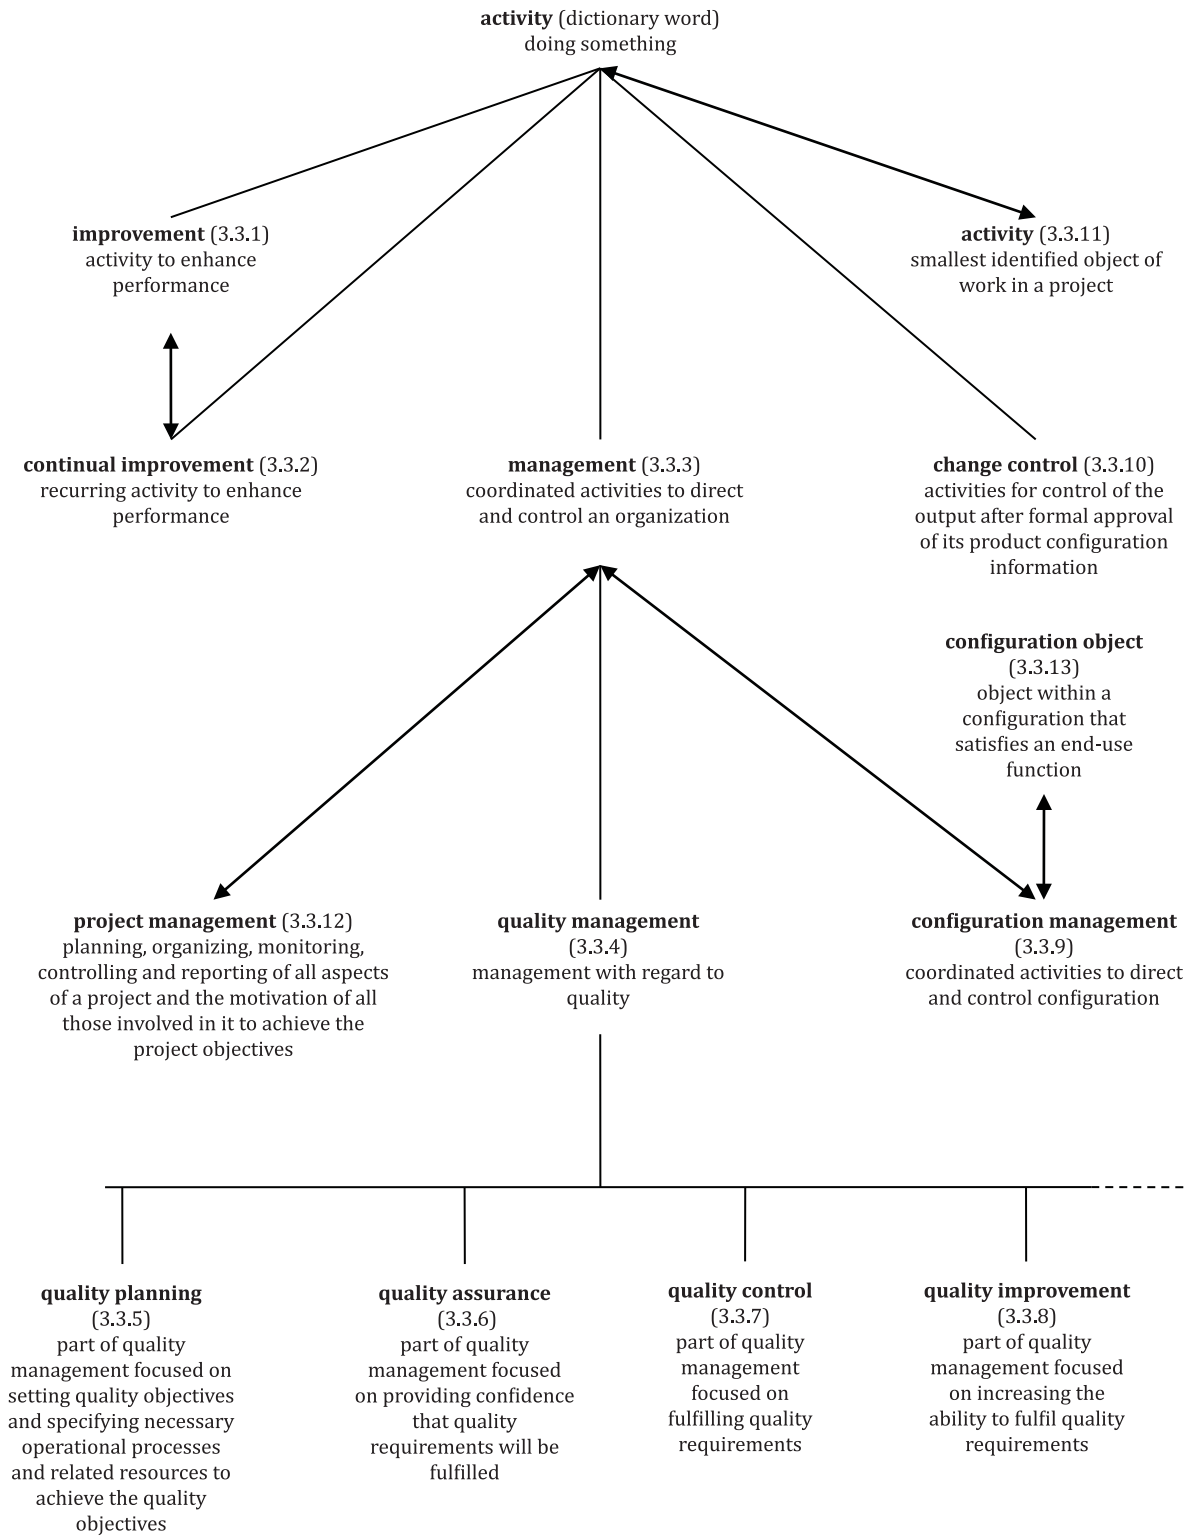 activity (dictionary word)
doing something
improvement (3.3.1)
activity to enhance
performance
activity (3.3.11)
smallest identified object of
work in a project
continual improvement (3.3.2)
recurring activity to enhance
performance
management (3.3.3)
coordinated activities to direct
and control an organization
change control (3.3.10)
activities for control of the
output after formal approval
of its product configuration
information
configuration object
(3.3.13)
object within a
configuration that
satisfies an end-use
function
project management (3.3.12)
planning, organizing, monitoring,
controlling and reporting of all aspects
of a project and the motivation of all
those involved in it to achieve the
project objectives
quality management
(3.3.4)
management with regard to
quality
configuration management
(3.3.9)
coordinated activities to direct
and control configuration
quality planning
(3.3.5)
part of quality
management focused on
setting quality objectives
and specifying necessary
operational processes
and related resources to
achieve the quality
objectives
quality assurance
(3.3.6)
part of quality
management focused
on providing confidence
that quality
requirements will be
fulfilled
quality control
(3.3.7)
part of quality
management
focused on
fulfilling quality
requirements
quality improvement
(3.3.8)
part of quality
management focused
on increasing the
ability to fulfil quality
requirements